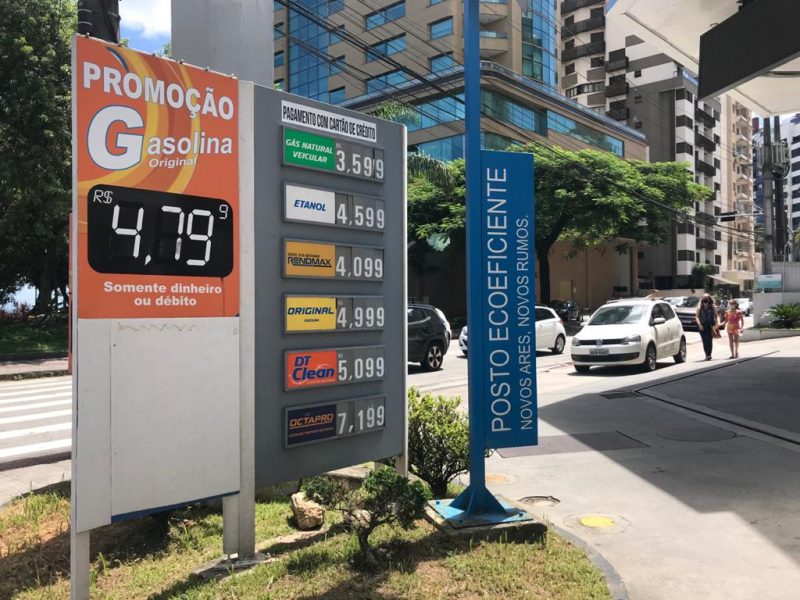 PROMOÇÃO
Gasolina
Original
R$ 4,79⁹
Somente dinheiro
ou débito
PAGAMENTO COM CARTÃO DE CRÉDITO
GÁS NATURAL
VEICULAR
3,599
ETANOL
4,599
RENDMAX
4,099
ORIGINAL
4,999
DT
Clean
5,099
OCTAPRO
7,199
POSTO ECOEFICIENTE
NOVOS ARES, NOVOS RUMOS.